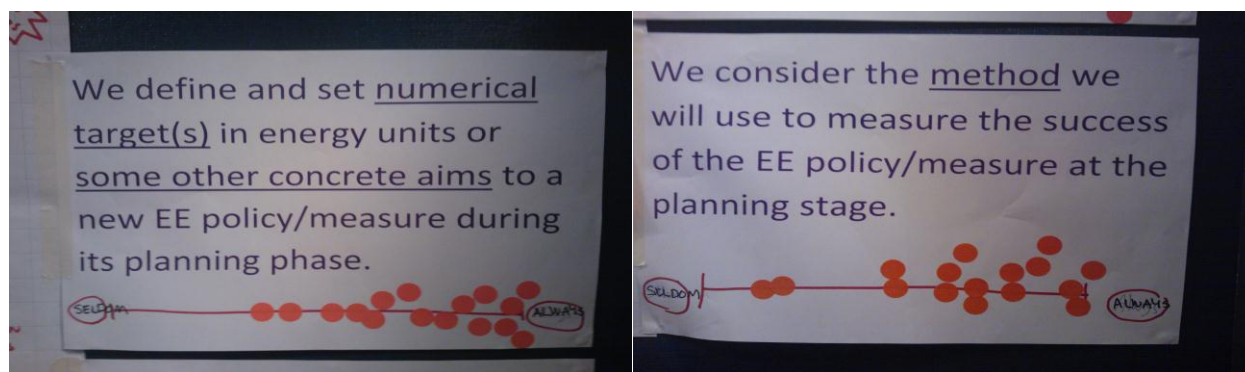 We define and set numerical
target(s) in energy units or
some other concrete aims to a
new EE policy/measure during
its planning phase.
SELDOM
ALWAYS
We consider the method we
will use to measure the success
of the EE policy/measure at the
planning stage.
SELDOM
ALWAYS